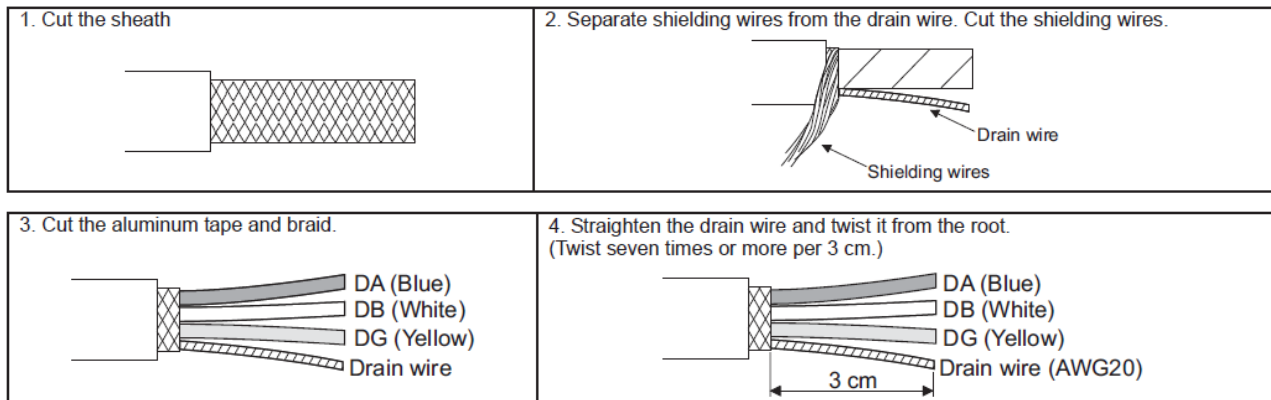 1. Cut the sheath
2. Separate shielding wires from the drain wire. Cut the shielding wires.
Drain wire
Shielding wires
3. Cut the aluminum tape and braid.
DA (Blue)
DB (White)
DG (Yellow)
Drain wire
4. Straighten the drain wire and twist it from the root.
(Twist seven times or more per 3 cm.)
DA (Blue)
DB (White)
DG (Yellow)
Drain wire (AWG20)
3 cm